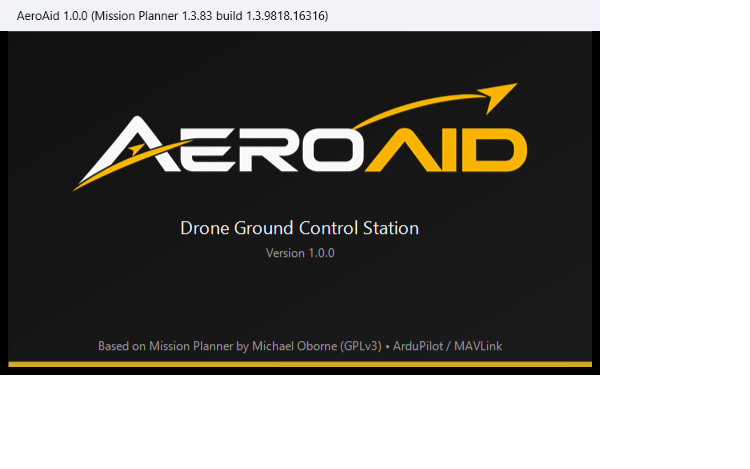 AeroAid 1.0.0 (Mission Planner 1.3.83 build 1.3.9818.16316)
AEROAID
Drone Ground Control Station
Version 1.0.0
Based on Mission Planner by Michael Oborne (GPLv3) • ArduPilot / MAVLink